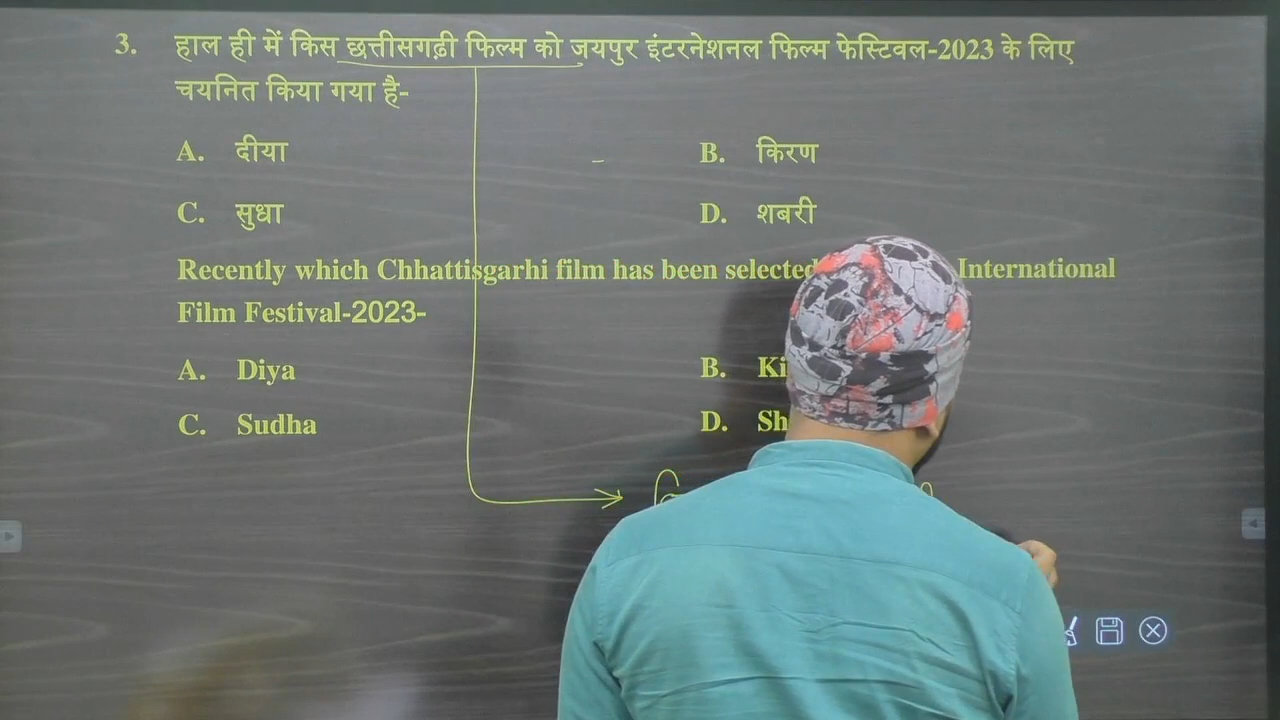 3. हाल ही में किस छत्तीसगढ़ी फिल्म को जयपुर इंटरनेशनल फिल्म फेस्टिवल-2023 के लिए
चयनित किया गया है-
A. दीया B. किरण
C. सुधा D. शबरी
Recently which Chhattisgarhi film has been selected International
Film Festival-2023-
A. Diya B.
C. Sudha D.